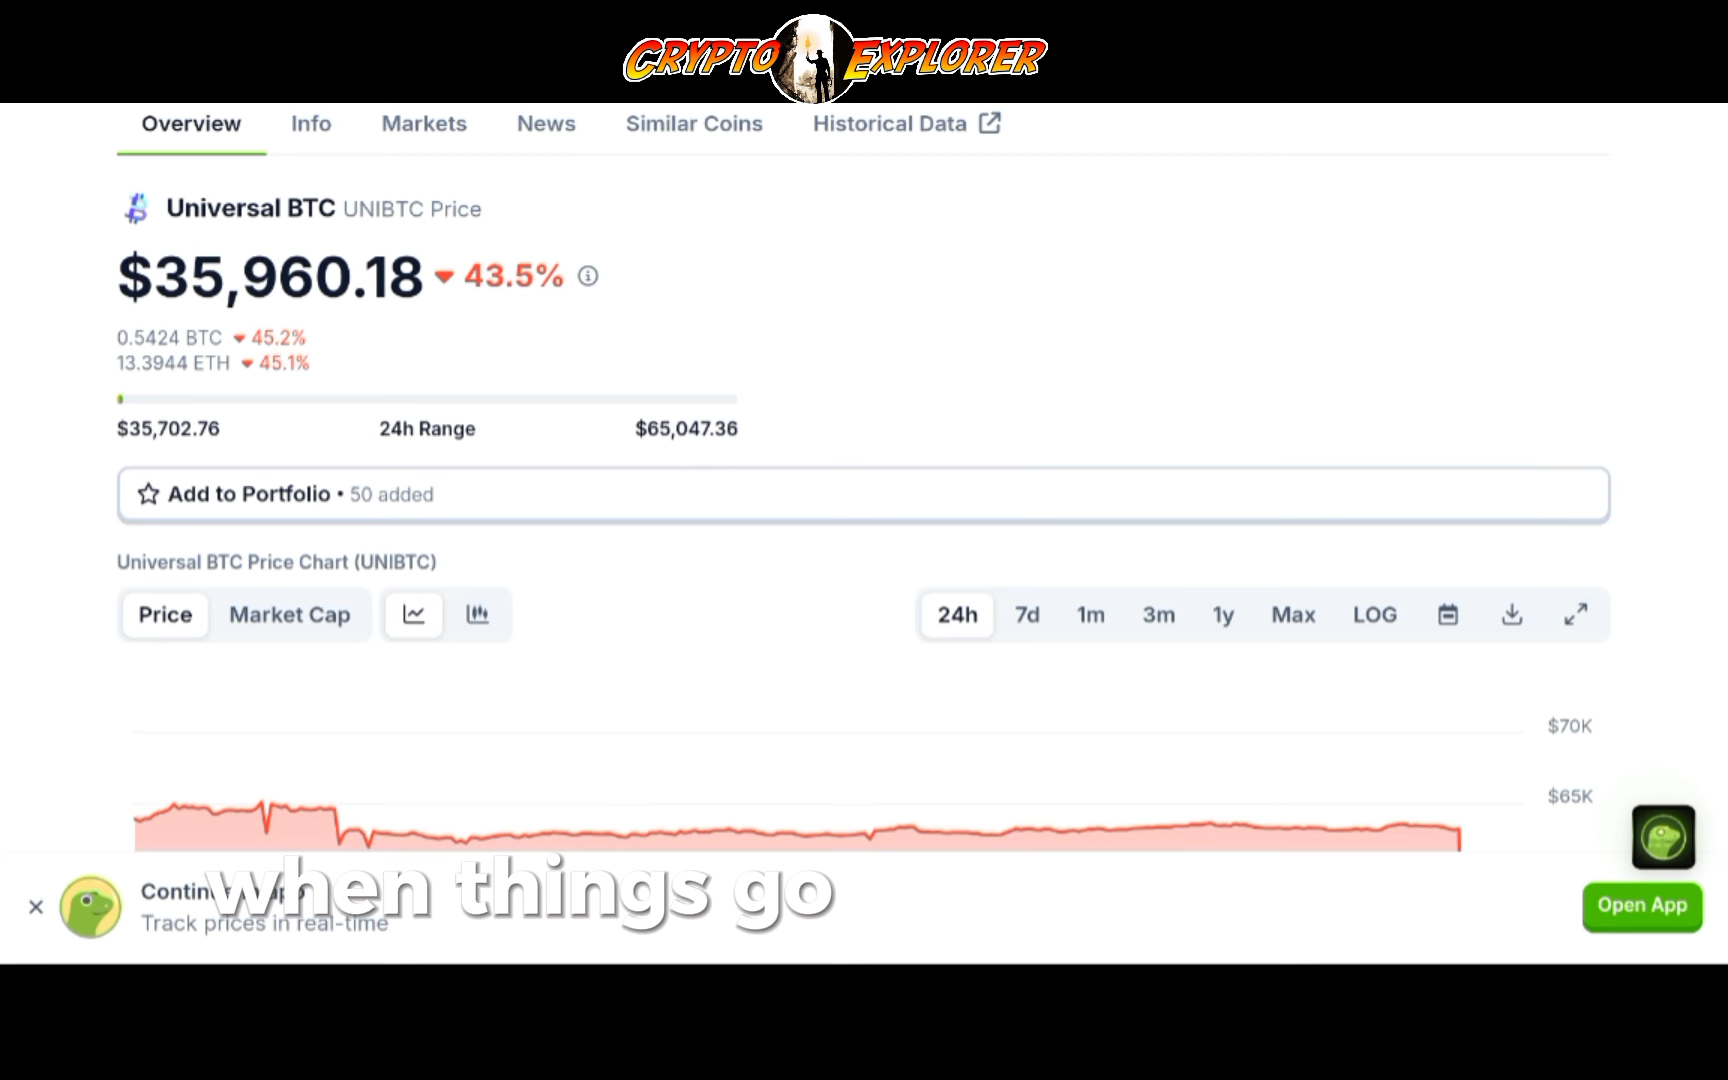 CRYPTO EXPLORER
Overview Info Markets News Similar Coins Historical Data
Universal BTC UNIBTC Price
$35,960.18 43.5%
0.5424 BTC 45.2%
13.3944 ETH 45.1%
$35,702.76 24h Range $65,047.36
Add to Portfolio • 50 added
Universal BTC Price Chart (UNIBTC)
Price Market Cap 24h 7d 1m 3m 1y Max LOG
$70K
$65K
when things go
Track prices in real-time
Open App